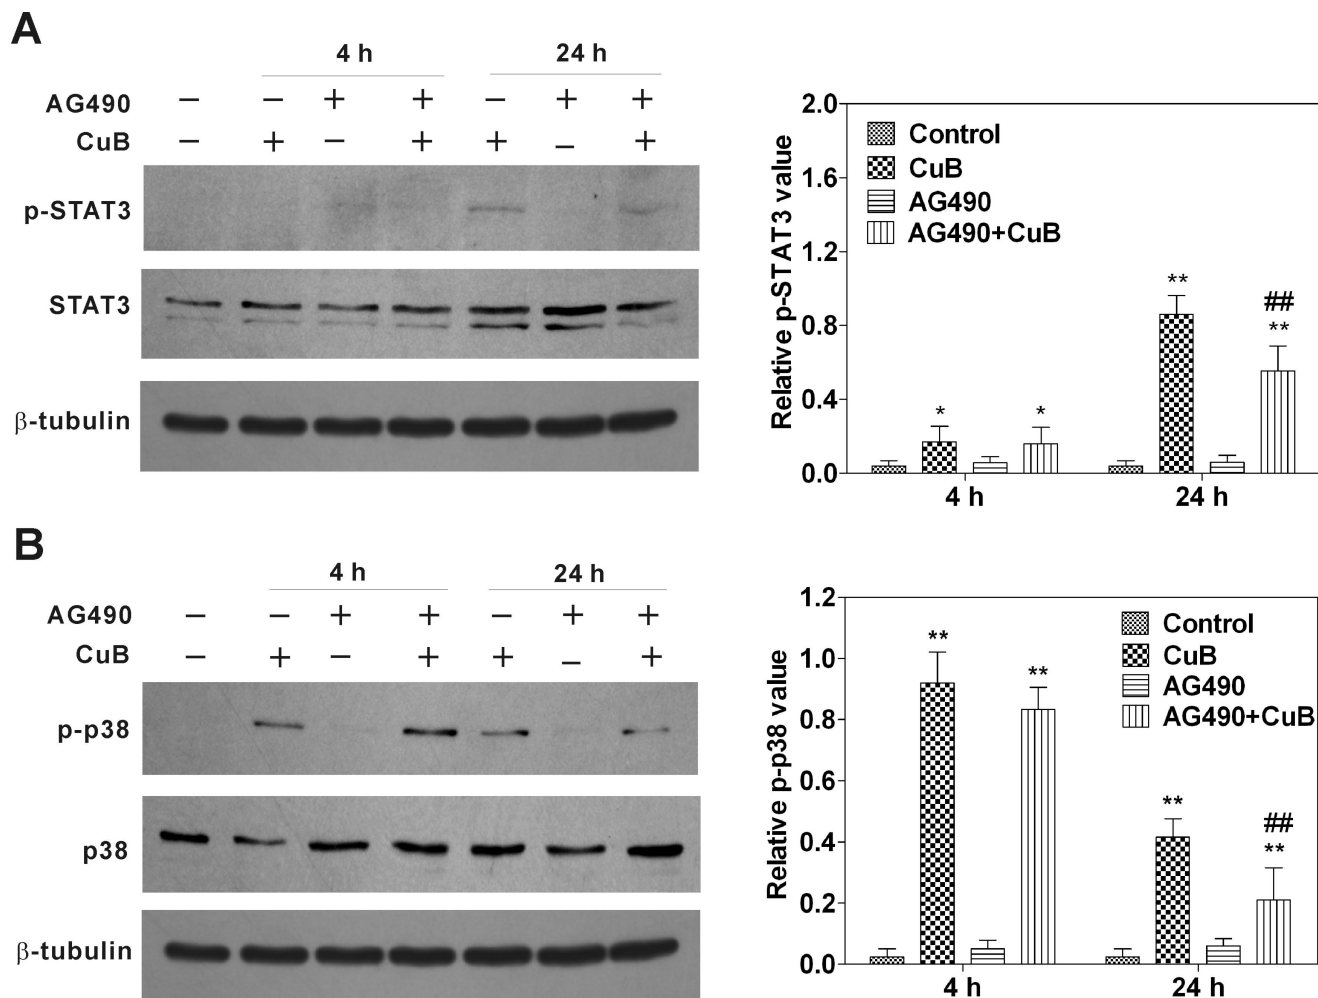 A
4 h 24 h
AG490 − − + + − + +
CuB − + − + + − +
p-STAT3
STAT3
β-tubulin
Relative p-STAT3 value
2.0
1.6
1.2
0.8
0.4
0.0
Control
CuB
AG490
AG490+CuB
* * ** ## **
4 h 24 h
B
4 h 24 h
AG490 − − + + − + +
CuB − + − + + − +
p-p38
p38
β-tubulin
Relative p-p38 value
1.2
1.0
0.8
0.6
0.4
0.2
0.0
Control
CuB
AG490
AG490+CuB
** ** ** ## **
4 h 24 h